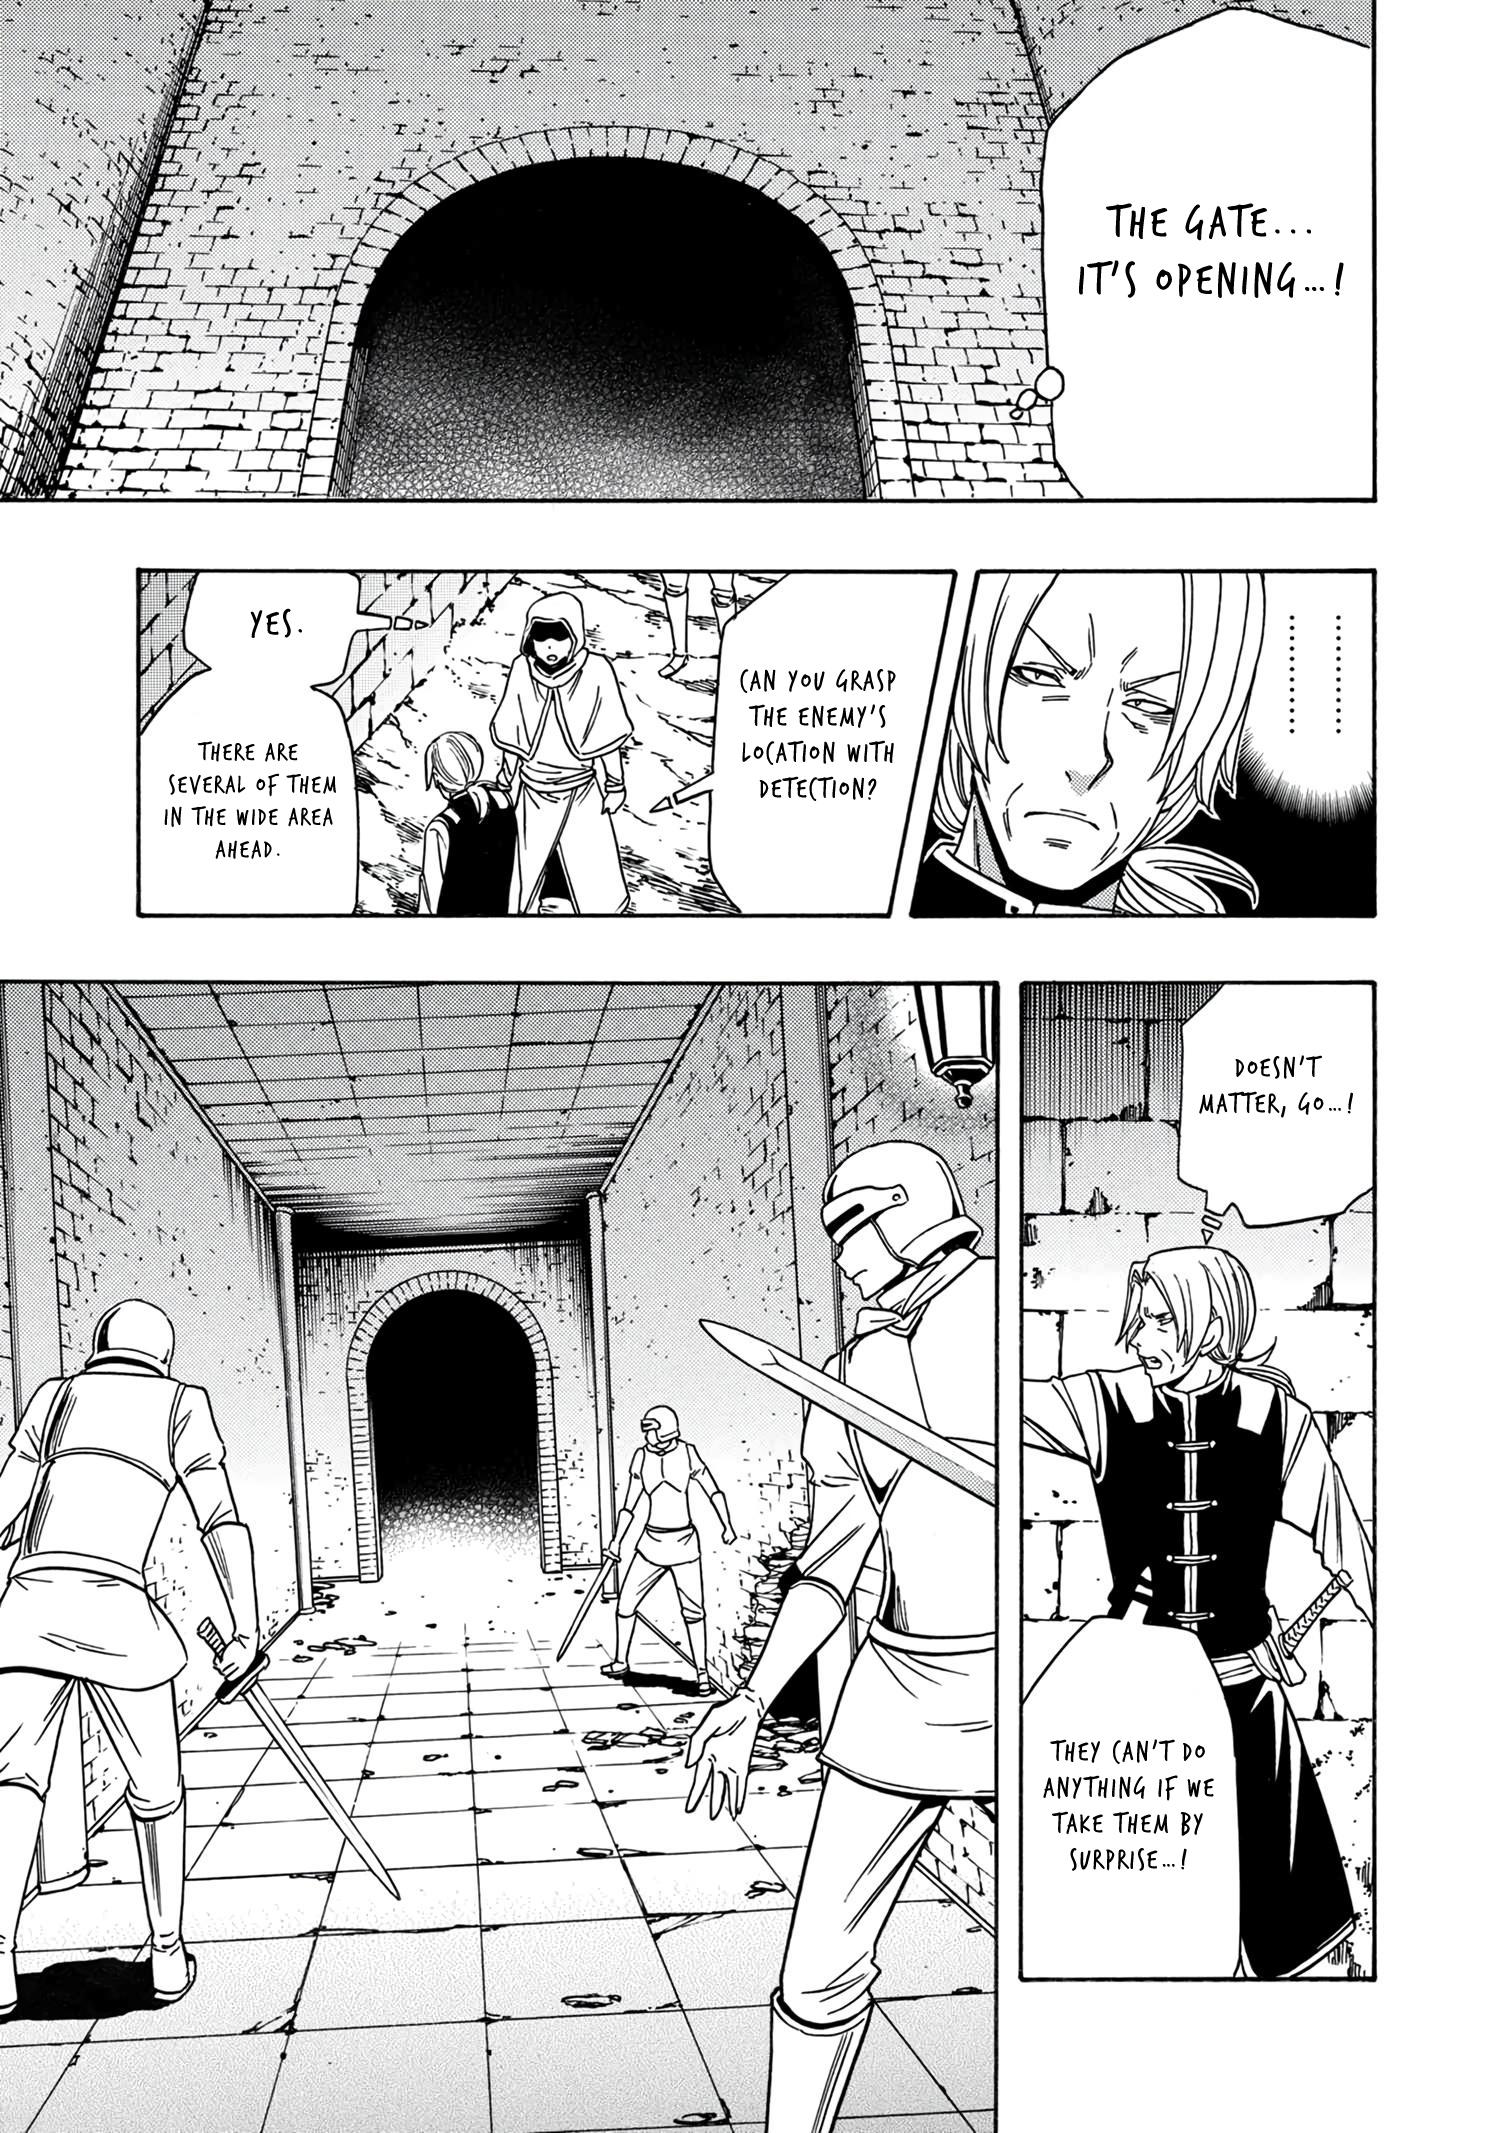 THE GATE...
IT'S OPENING...!
CAN YOU GRASP
THE ENEMY'S
LOCATION WITH
DETECTION?
YES.
THERE ARE
SEVERAL OF THEM
IN THE WIDE AREA
AHEAD.
DOESN'T
MATTER, GO...!
THEY CAN'T DO
ANYTHING IF WE
TAKE THEM BY
SURPRISE...!